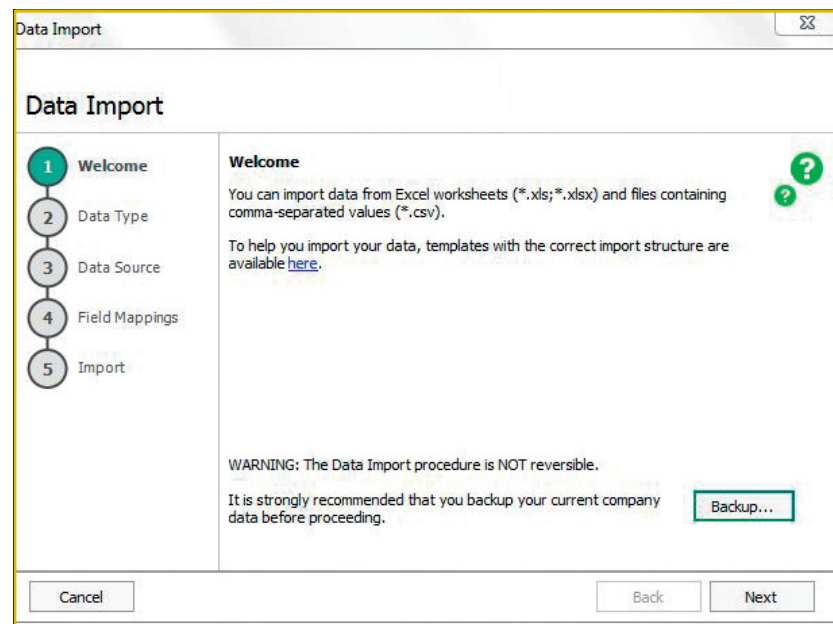 Data Import
Data Import
1 Welcome
2 Data Type
3 Data Source
4 Field Mappings
5 Import
Welcome
You can import data from Excel worksheets (*.xls;*.xlsx) and files containing
comma-separated values (*.csv).
To help you import your data, templates with the correct import structure are
available here.
? ?
WARNING: The Data Import procedure is NOT reversible.
It is strongly recommended that you backup your current company
data before proceeding.
Backup...
Cancel
Back
Next